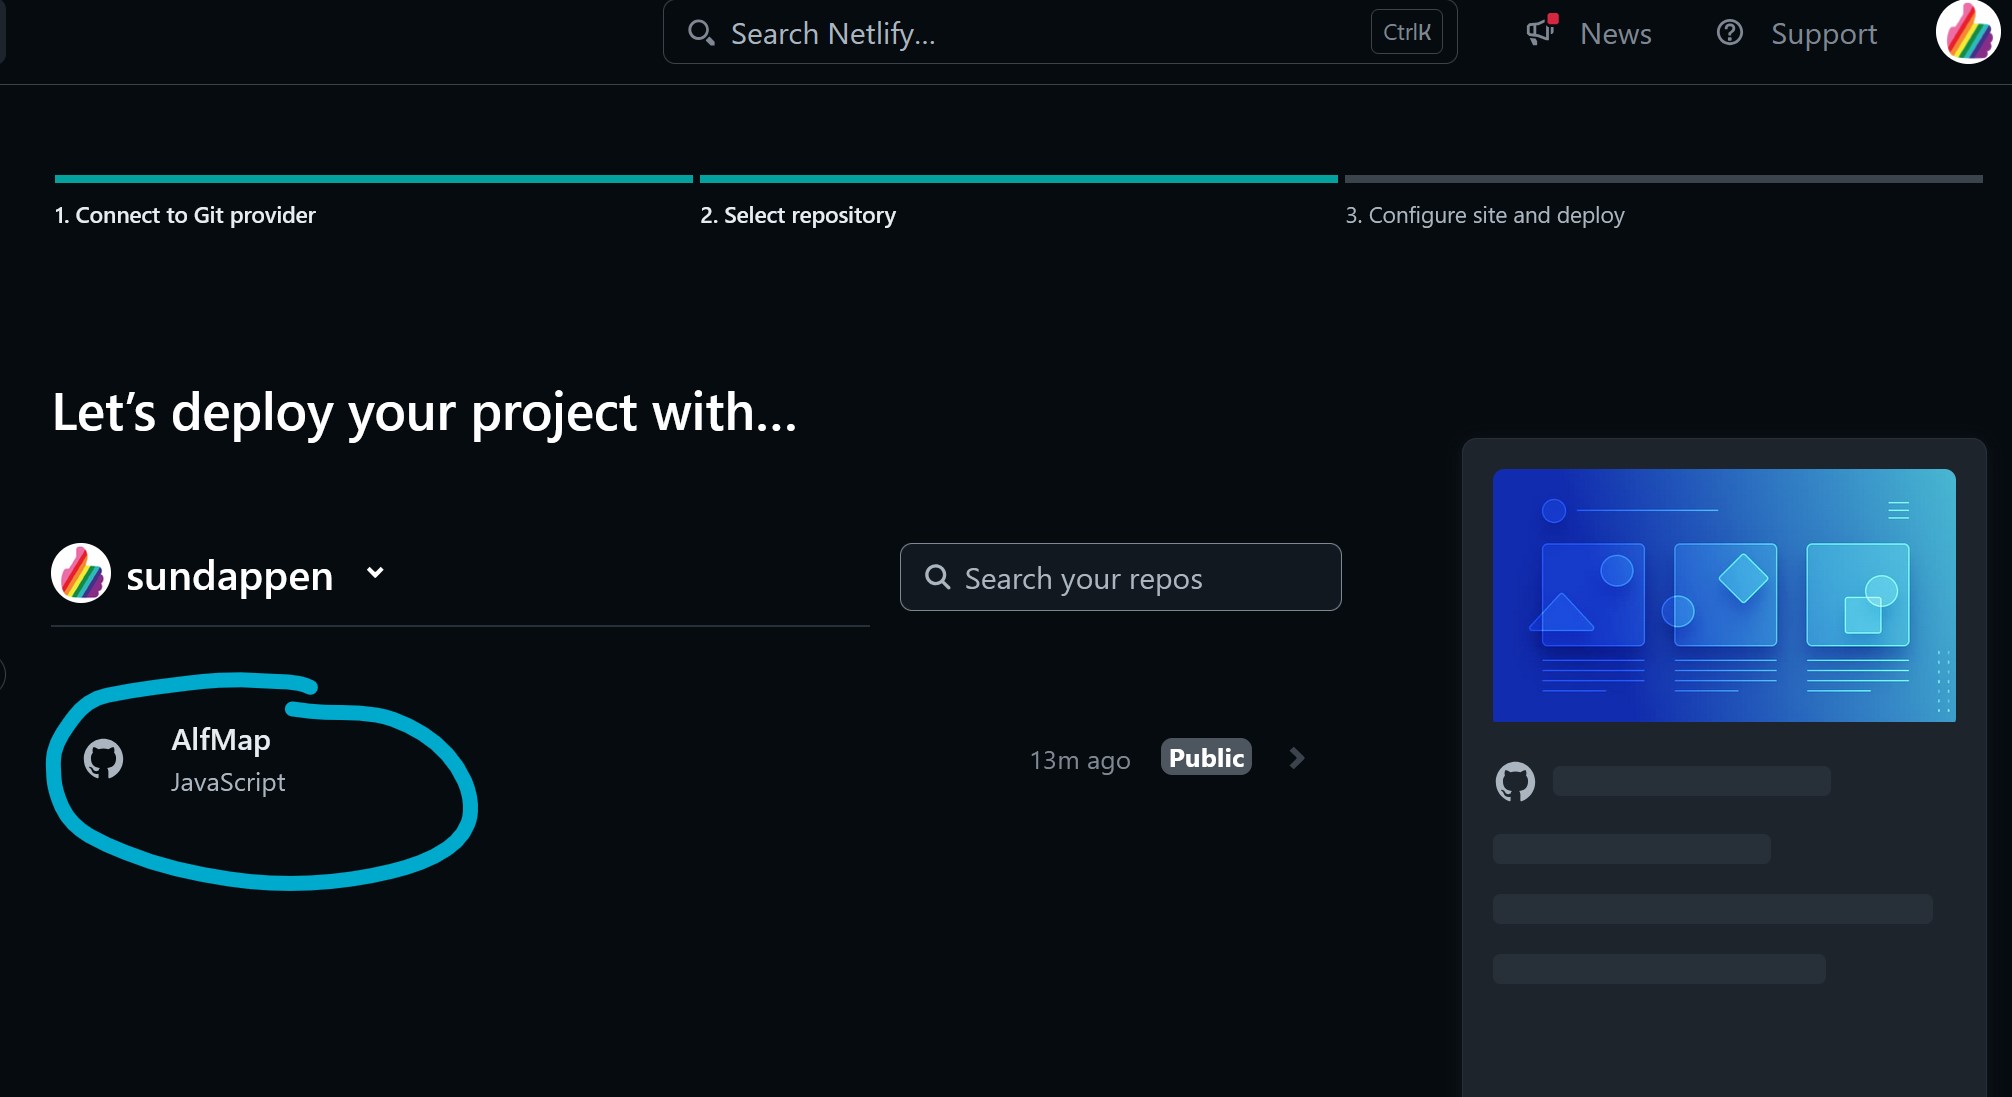 Search Netlify...
CtrlK
News
Support
1. Connect to Git provider
2. Select repository
3. Configure site and deploy
Let’s deploy your project with…
sundappen
Search your repos
AlfMap
JavaScript
13m ago
Public